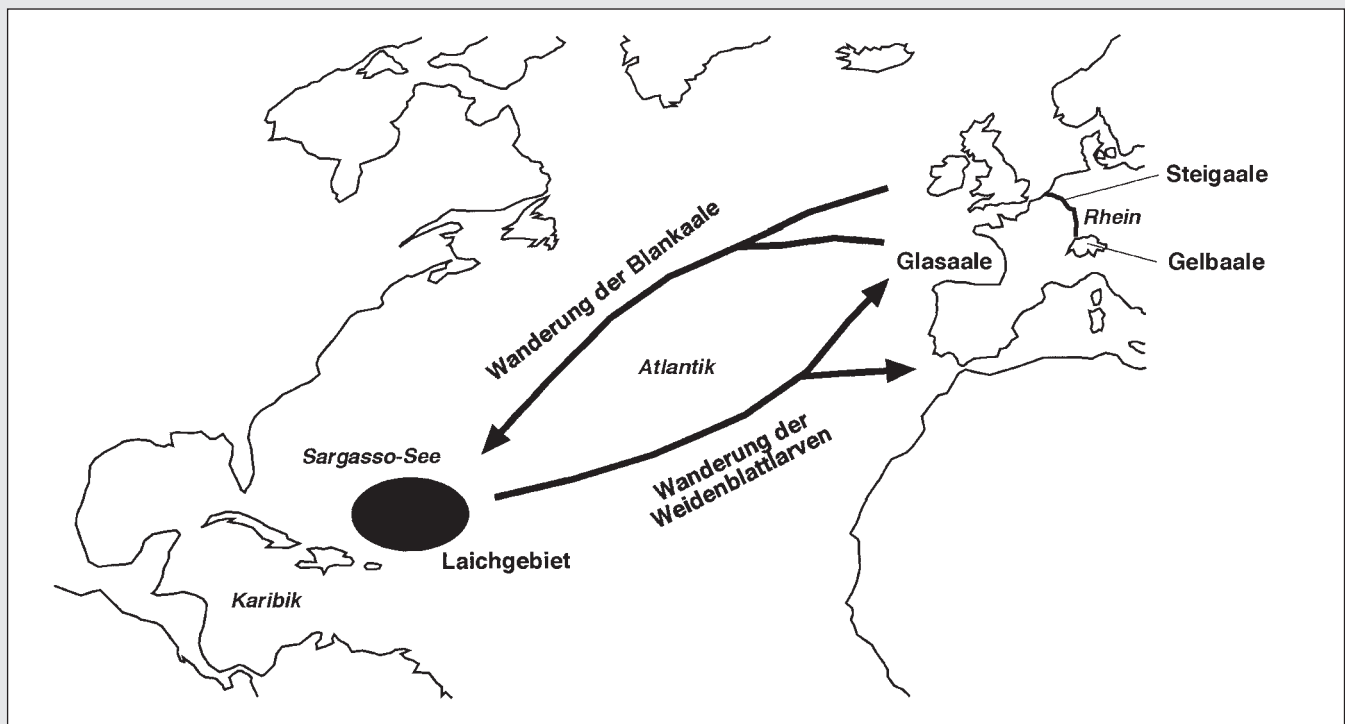 Steigaale
Rhein
Glasaale
Gelbaale
Wanderung der Blankaale
Atlantik
Wanderung der
Weidenblattlarven
Sargasso-See
Laichgebiet
Karibik